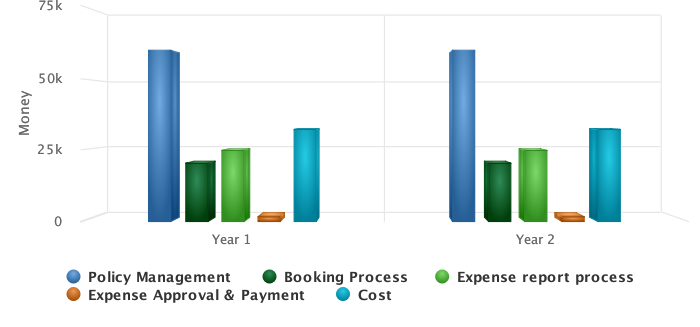 75k
50k
25k
0
Money
Year 1 Year 2
Policy Management Booking Process Expense report process
Expense Approval & Payment Cost